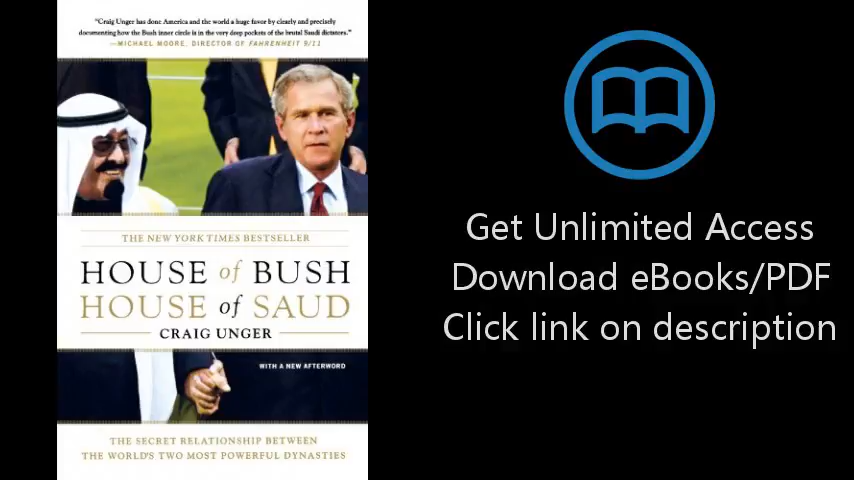 "Craig Unger has done America and the world a huge favor by clearly and precisely
documenting how the Bush inner circle is in the very deep pockets of the brutal Saudi dictators."
—MICHAEL MOORE, DIRECTOR OF FAHRENHEIT 9/11
THE NEW YORK TIMES BESTSELLER
HOUSE of BUSH
HOUSE of SAUD
CRAIG UNGER
WITH A NEW AFTERWORD
THE SECRET RELATIONSHIP BETWEEN
THE WORLD'S TWO MOST POWERFUL DYNASTIES
Get Unlimited Access
Download eBooks/PDF
Click link on description